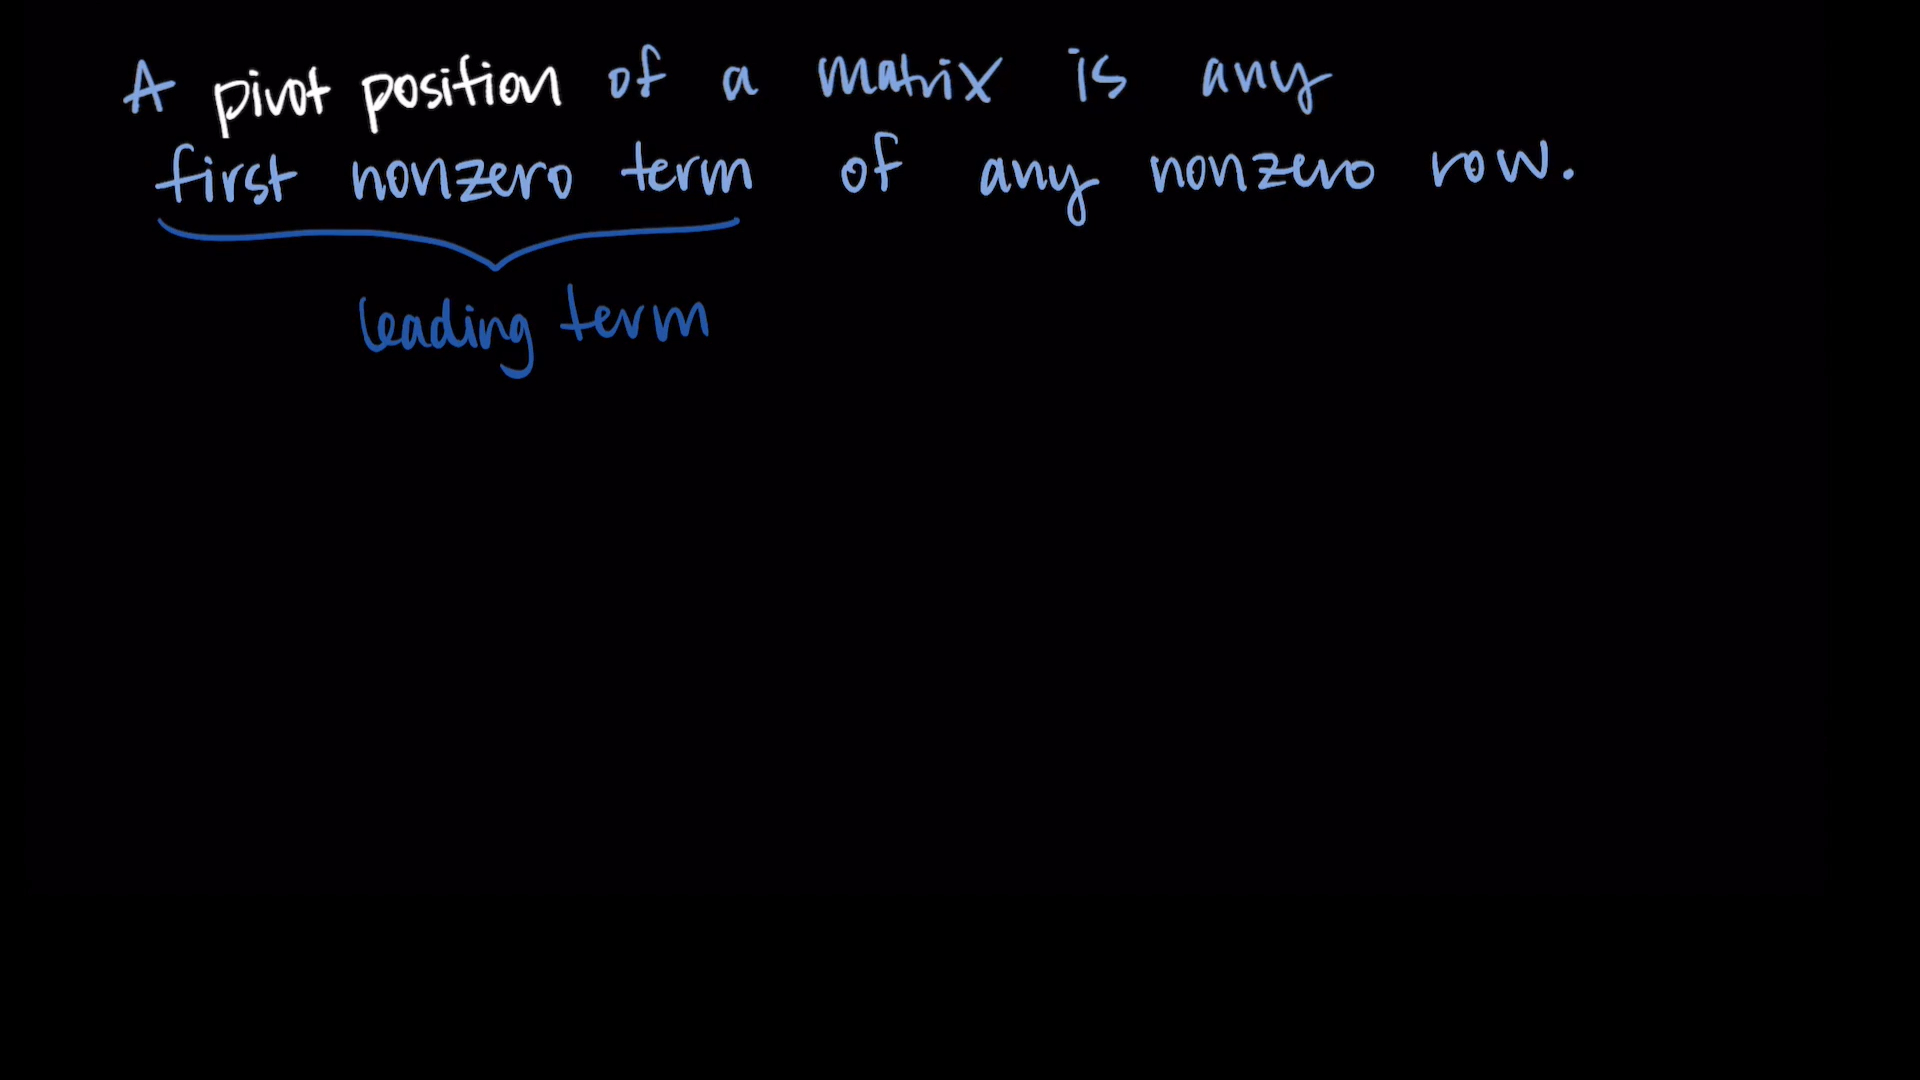 A pivot position of a matrix is any
first nonzero term of any nonzero row.
leading term